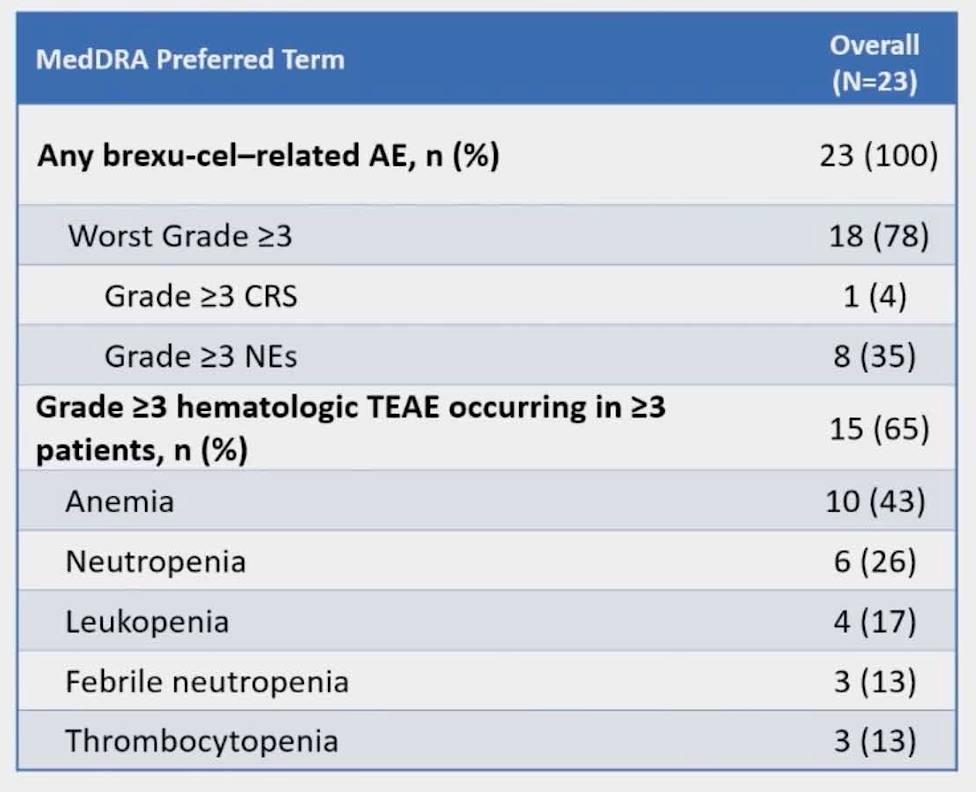 MedDRA Preferred Term Overall
(N=23)
Any brexu-cel–related AE, n (%) 23 (100)
Worst Grade ≥3 18 (78)
Grade ≥3 CRS 1 (4)
Grade ≥3 NEs 8 (35)
Grade ≥3 hematologic TEAE occurring in ≥3
patients, n (%) 15 (65)
Anemia 10 (43)
Neutropenia 6 (26)
Leukopenia 4 (17)
Febrile neutropenia 3 (13)
Thrombocytopenia 3 (13)